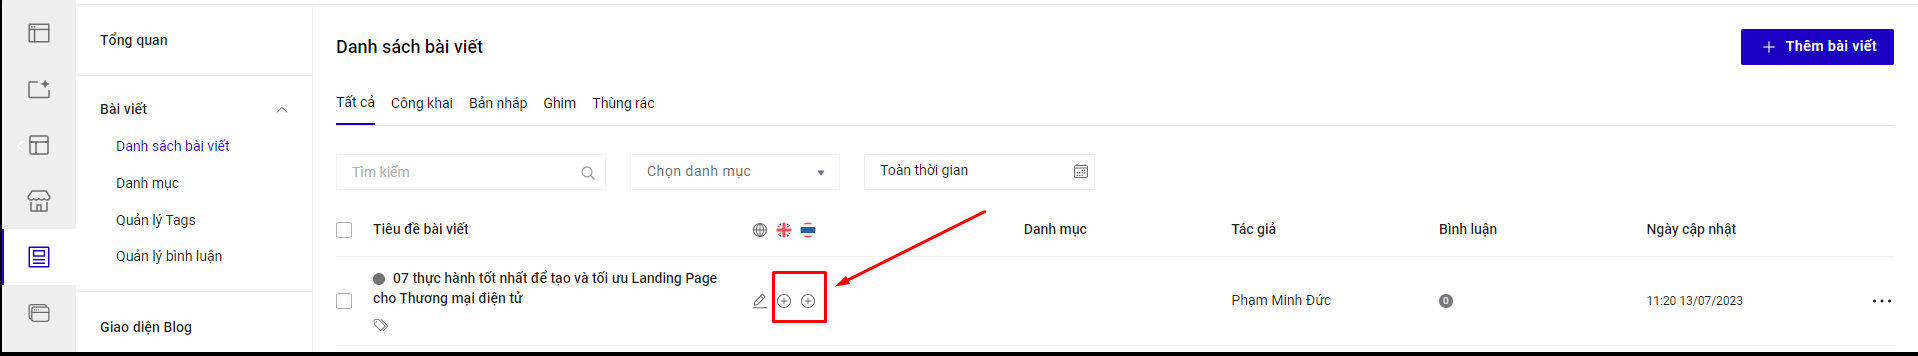 Tổng quan
Danh sách bài viết
+ Thêm bài viết
Bài viết
Danh sách bài viết
Danh mục
Quản lý Tags
Quản lý bình luận
Giao diện Blog
Tất cả Công khai Bản nháp Ghim Thùng rác
Tìm kiếm Chọn danh mục Toàn thời gian
Tiêu đề bài viết Danh mục Tác giả Bình luận Ngày cập nhật
07 thực hành tốt nhất để tạo và tối ưu Landing Page
cho Thương mại điện tử
Phạm Minh Đức 0 11:20 13/07/2023